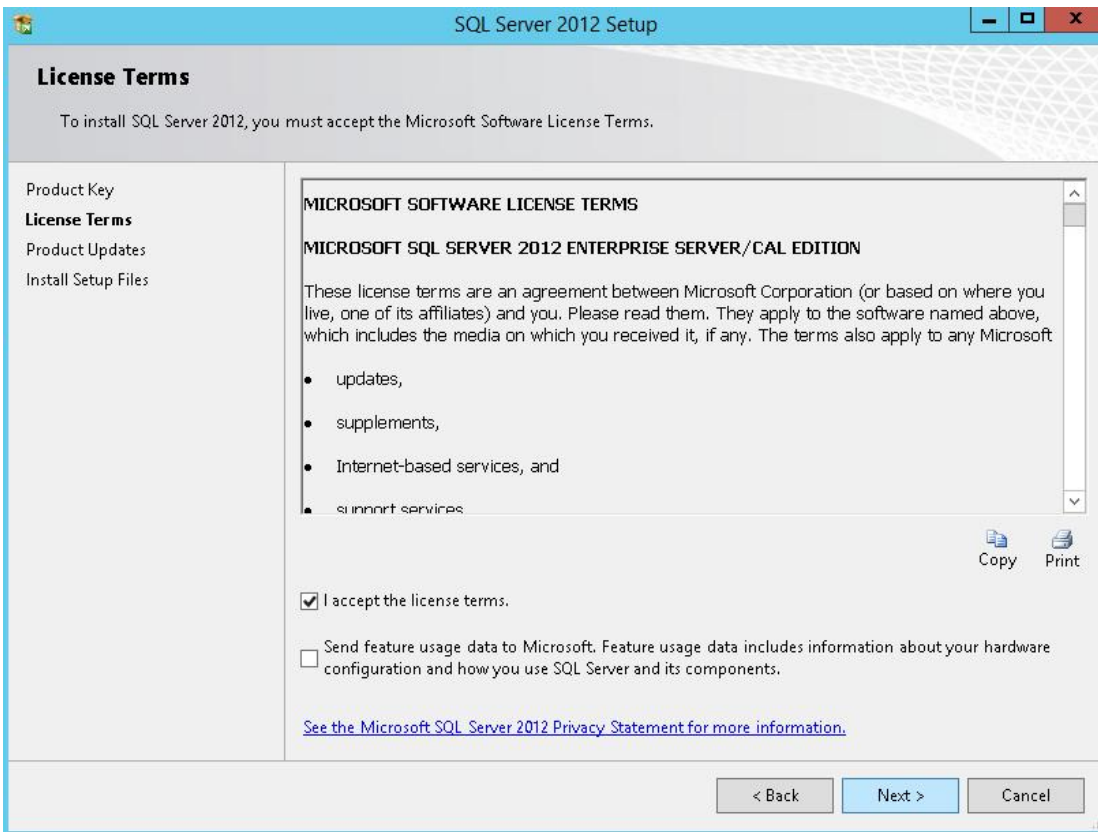 SQL Server 2012 Setup
License Terms
To install SQL Server 2012, you must accept the Microsoft Software License Terms.
Product Key
License Terms
Product Updates
Install Setup Files
MICROSOFT SOFTWARE LICENSE TERMS
MICROSOFT SQL SERVER 2012 ENTERPRISE SERVER/CAL EDITION
These license terms are an agreement between Microsoft Corporation (or based on where you
live, one of its affiliates) and you. Please read them. They apply to the software named above,
which includes the media on which you received it, if any. The terms also apply to any Microsoft
• updates,
• supplements,
• Internet-based services, and
• support services
Copy Print
I accept the license terms.
Send feature usage data to Microsoft. Feature usage data includes information about your hardware
configuration and how you use SQL Server and its components.
See the Microsoft SQL Server 2012 Privacy Statement for more information.
< Back Next > Cancel